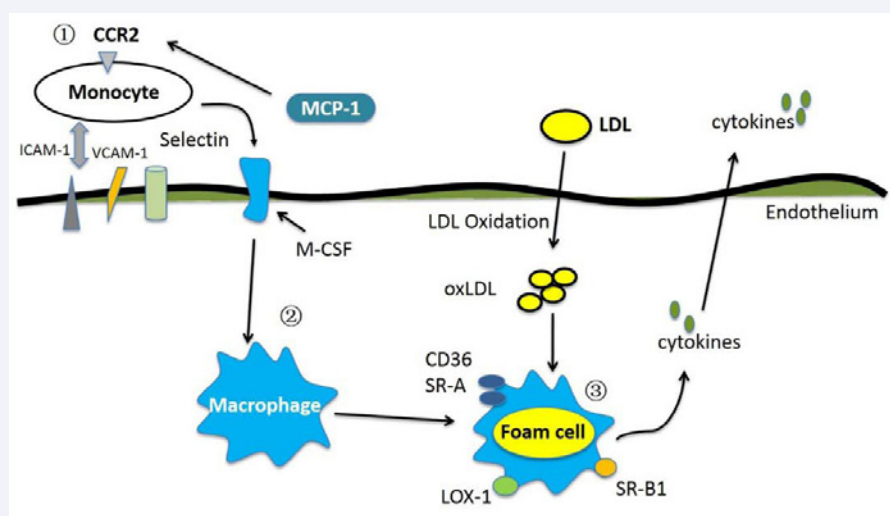 ① CCR2
Monocyte
MCP-1
ICAM-1
VCAM-1
Selectin
M-CSF
LDL
LDL Oxidation
oxLDL
cytokines
Endothelium
②
Macrophage
CD36
SR-A
③
Foam cell
LOX-1
SR-B1
cytokines